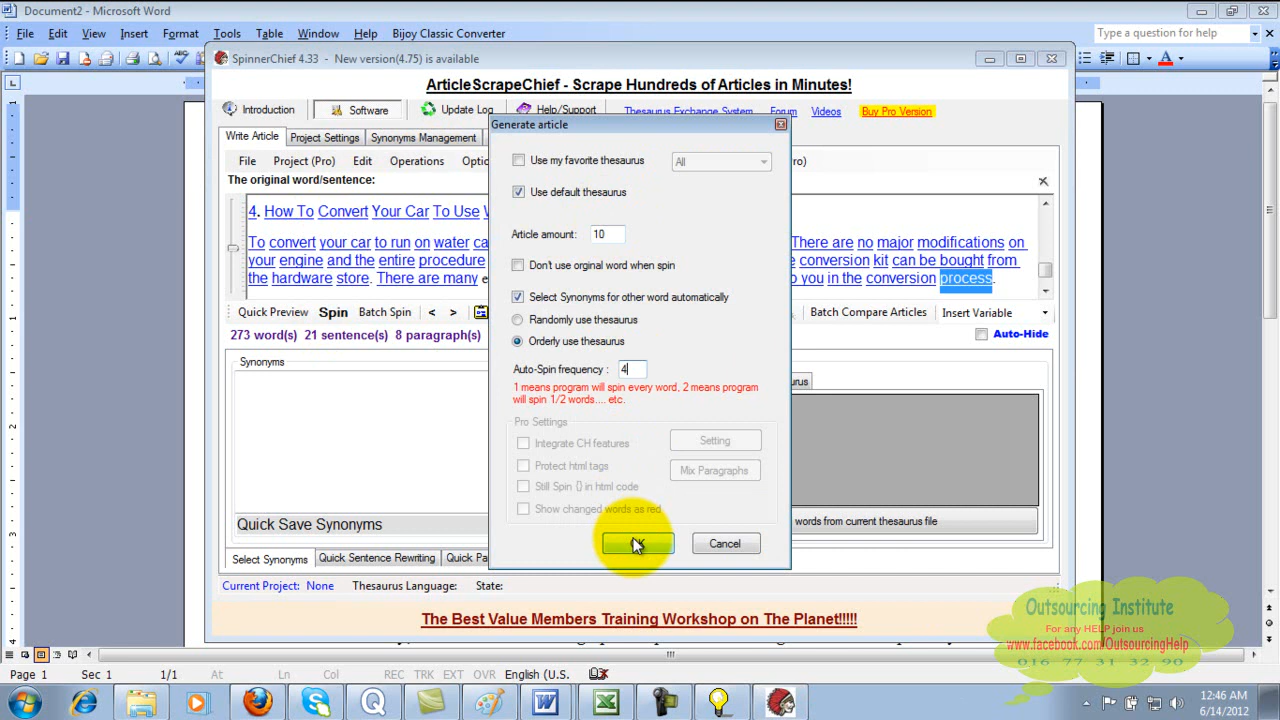 Document2 - Microsoft Word
File Edit View Insert Format Tools Table Window Help Bijoy Classic Converter
Type a question for help
SpinnerChief 4.33 - New version(4.75) is available
ArticleScrapeChief - Scrape Hundreds of Articles in Minutes!
Introduction Software Update Log Help/Support Thesaurus Exchange System Forum Videos Buy Pro Version
Generate article
Write Article Project Settings Synonyms Management
File Project (Pro) Edit Operations
The original word/sentence:
4. How To Convert Your Car To Use
To convert your car to run on water
There are no major modifications on
your engine and the entire procedure
conversion kit can be bought from
the hardware store. There are many
to you in the conversion process.
Use my favorite thesaurus All
Use default thesaurus
Article amount: 10
Don't use orginal word when spin
Select Synonyms for other word automatically
Randomly use thesaurus
Orderly use thesaurus
Auto-Spin frequency : 4
1 means program will spin every word, 2 means program
will spin 1/2 words.... etc.
Pro Settings
Integrate CH features Setting
Protect html tags Mix Paragraphs
Still Spin {} in html code
Show changed words as red
Cancel
Quick Preview Spin Batch Spin < > Batch Compare Articles Insert Variable
273 word(s) 21 sentence(s) 8 paragraph(s) Auto-Hide
Synonyms
Quick Save Synonyms
words from current thesaurus file
Select Synonyms Quick Sentence Rewriting
Current Project: None Thesaurus Language: State:
The Best Value Members Training Workshop on The Planet!!!!!
Outsourcing Institute
For any HELP join us
www.facebook.com/OutsourcingHelp
016 77 31 32 90
Page 1 Sec 1 1/1 At Ln Col REC TRK EXT OVR English (U.S.
12:46 AM
6/14/2012